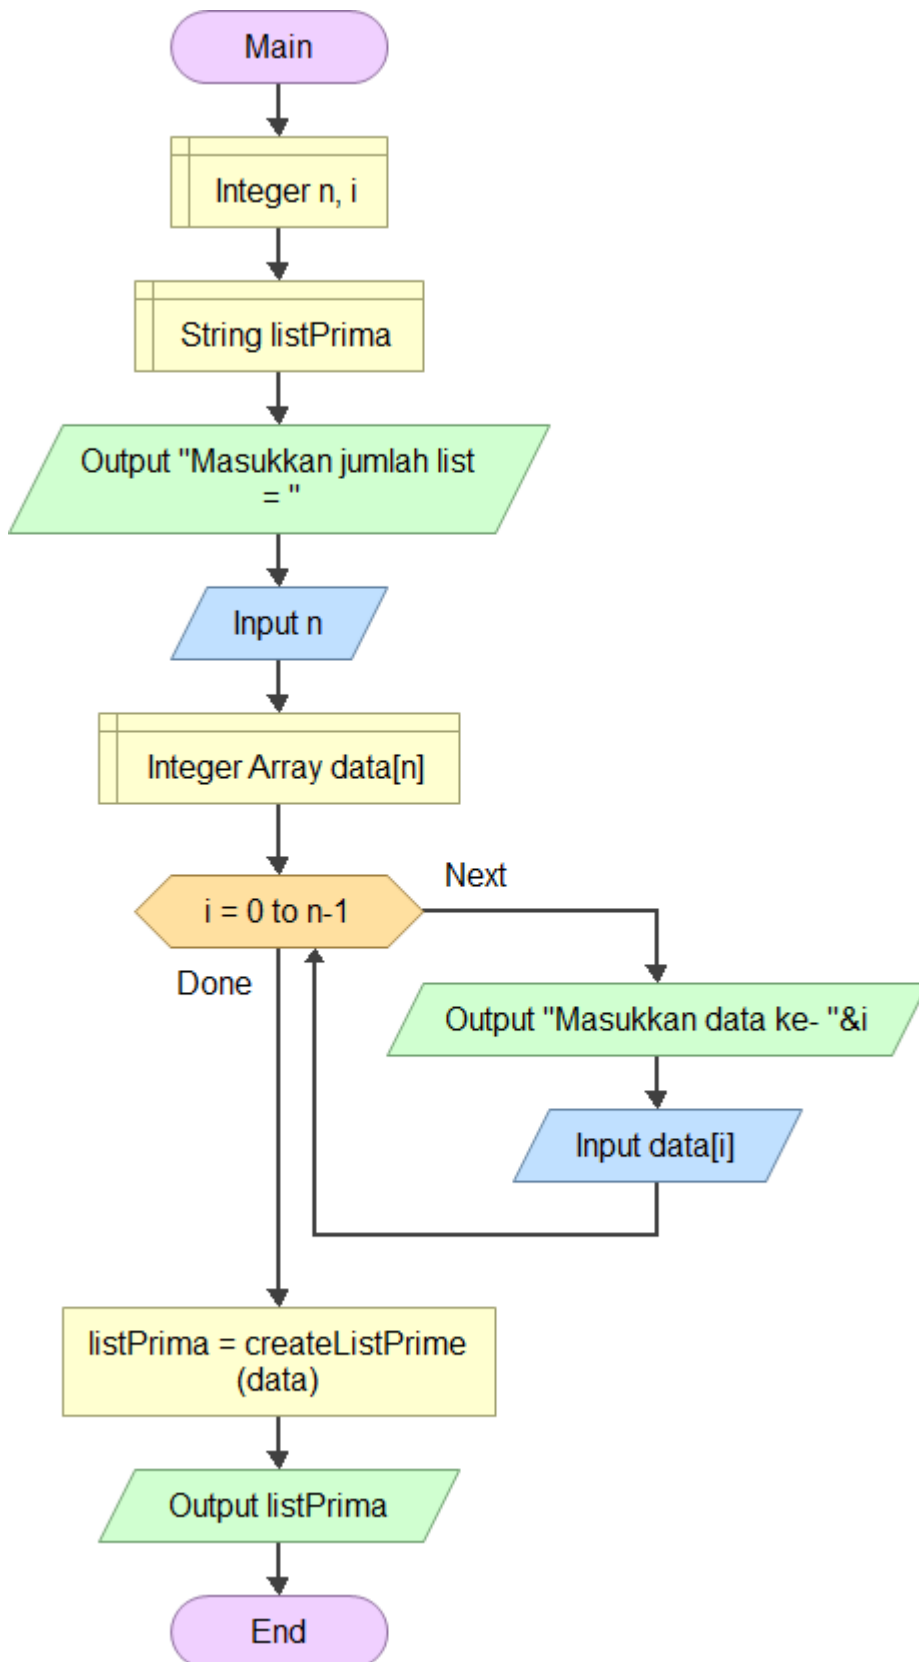 Main
Integer n, i
String listPrima
Output "Masukkan jumlah list
= "
Input n
Integer Array data[n]
i = 0 to n-1
Next
Done
Output "Masukkan data ke- "&i
Input data[i]
listPrima = createListPrime
(data)
Output listPrima
End